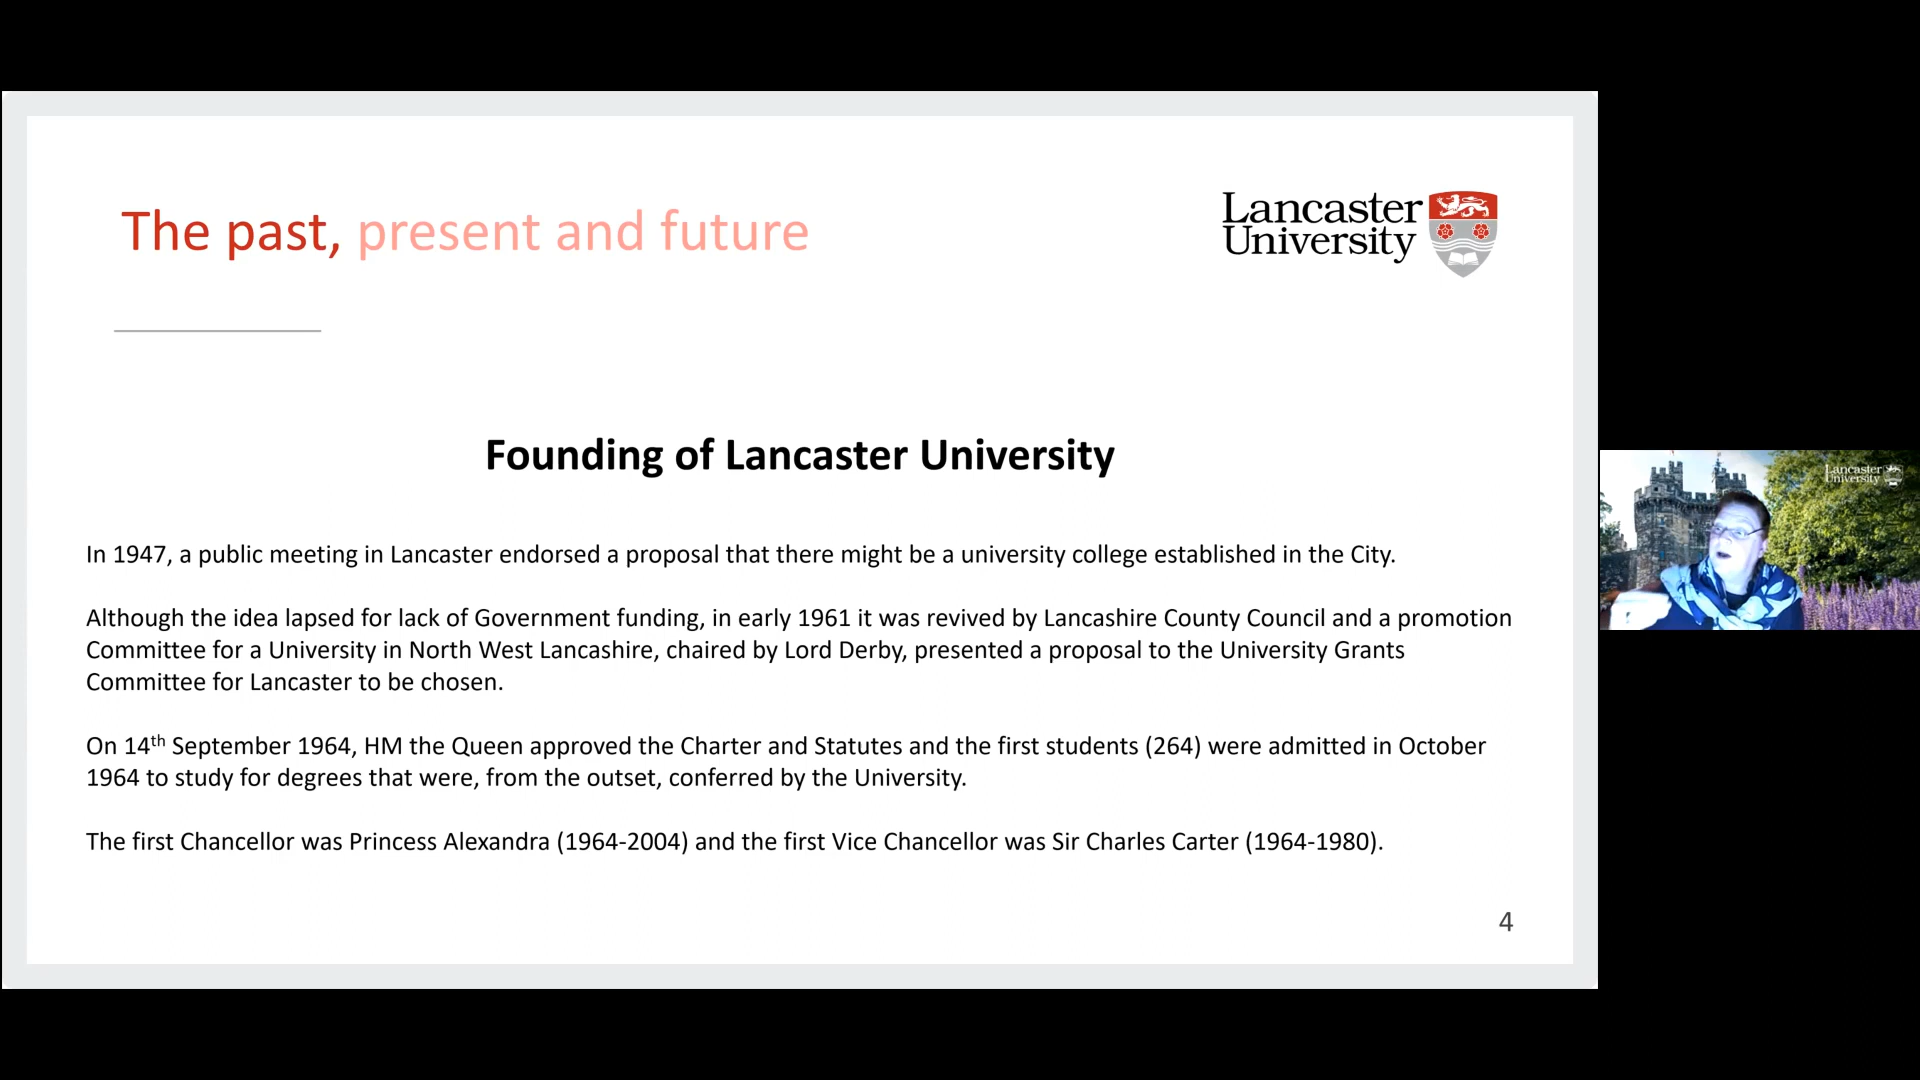 The past, present and future
Lancaster
University
Founding of Lancaster University
In 1947, a public meeting in Lancaster endorsed a proposal that there might be a university college established in the City.
Although the idea lapsed for lack of Government funding, in early 1961 it was revived by Lancashire County Council and a promotion
Committee for a University in North West Lancashire, chaired by Lord Derby, presented a proposal to the University Grants
Committee for Lancaster to be chosen.
On 14th September 1964, HM the Queen approved the Charter and Statutes and the first students (264) were admitted in October
1964 to study for degrees that were, from the outset, conferred by the University.
The first Chancellor was Princess Alexandra (1964-2004) and the first Vice Chancellor was Sir Charles Carter (1964-1980).
4
Lancaster
University